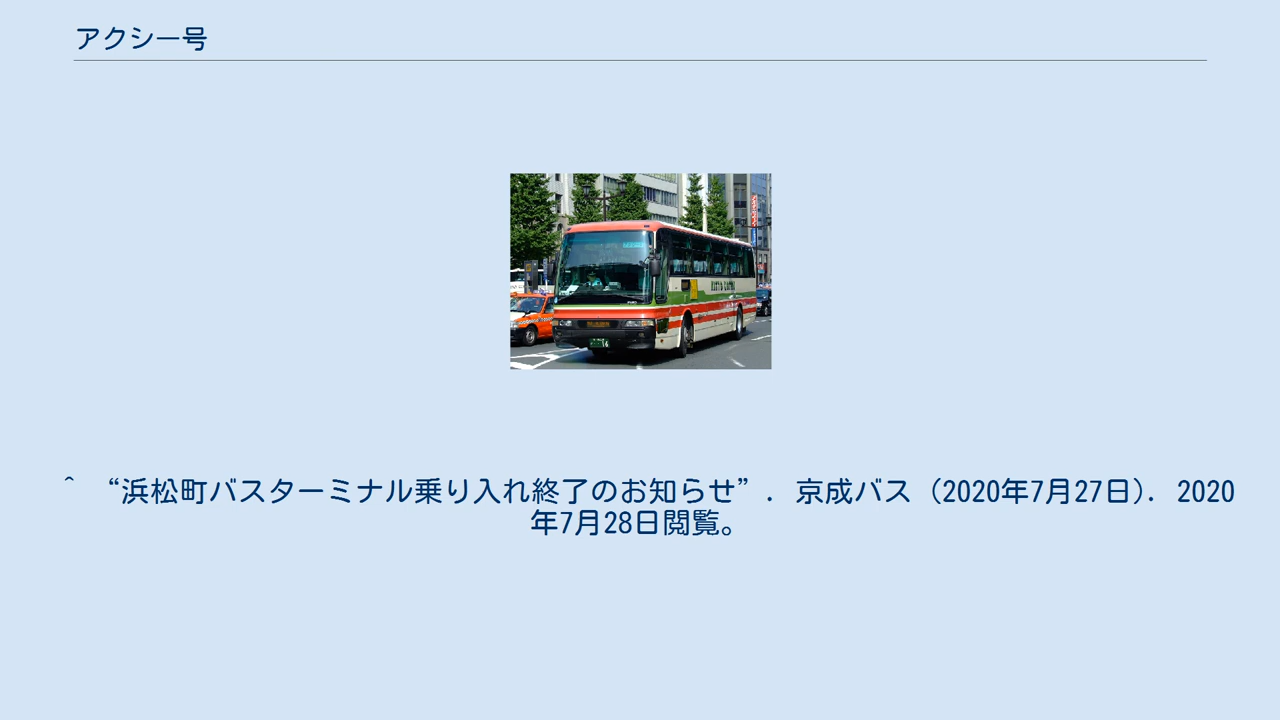 アクシー号
^ “浜松町バスターミナル乗り入れ終了のお知らせ”. 京成バス (2020年7月27日). 2020
年7月28日閲覧。